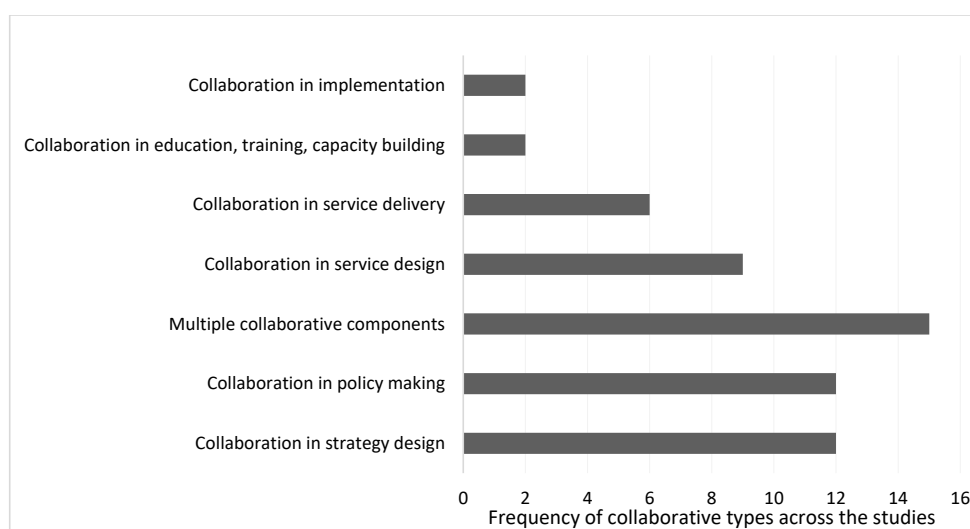 Collaboration in implementation
Collaboration in education, training, capacity building
Collaboration in service delivery
Collaboration in service design
Multiple collaborative components
Collaboration in policy making
Collaboration in strategy design
0 2 4 6 8 10 12 14 16
Frequency of collaborative types across the studies